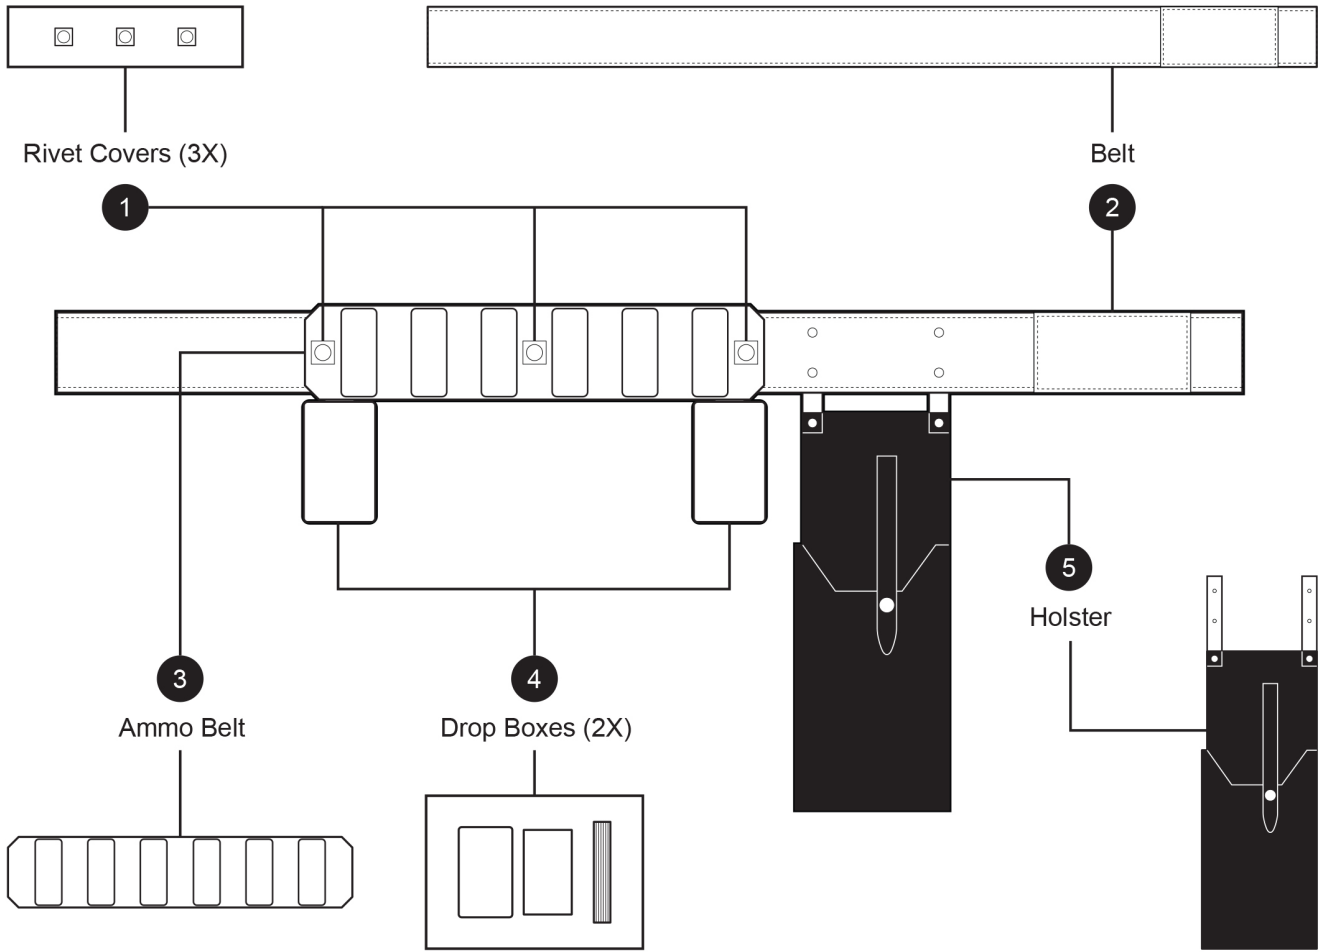 Rivet Covers (3X)
Belt
1
2
5
Holster
3
4
Ammo Belt
Drop Boxes (2X)